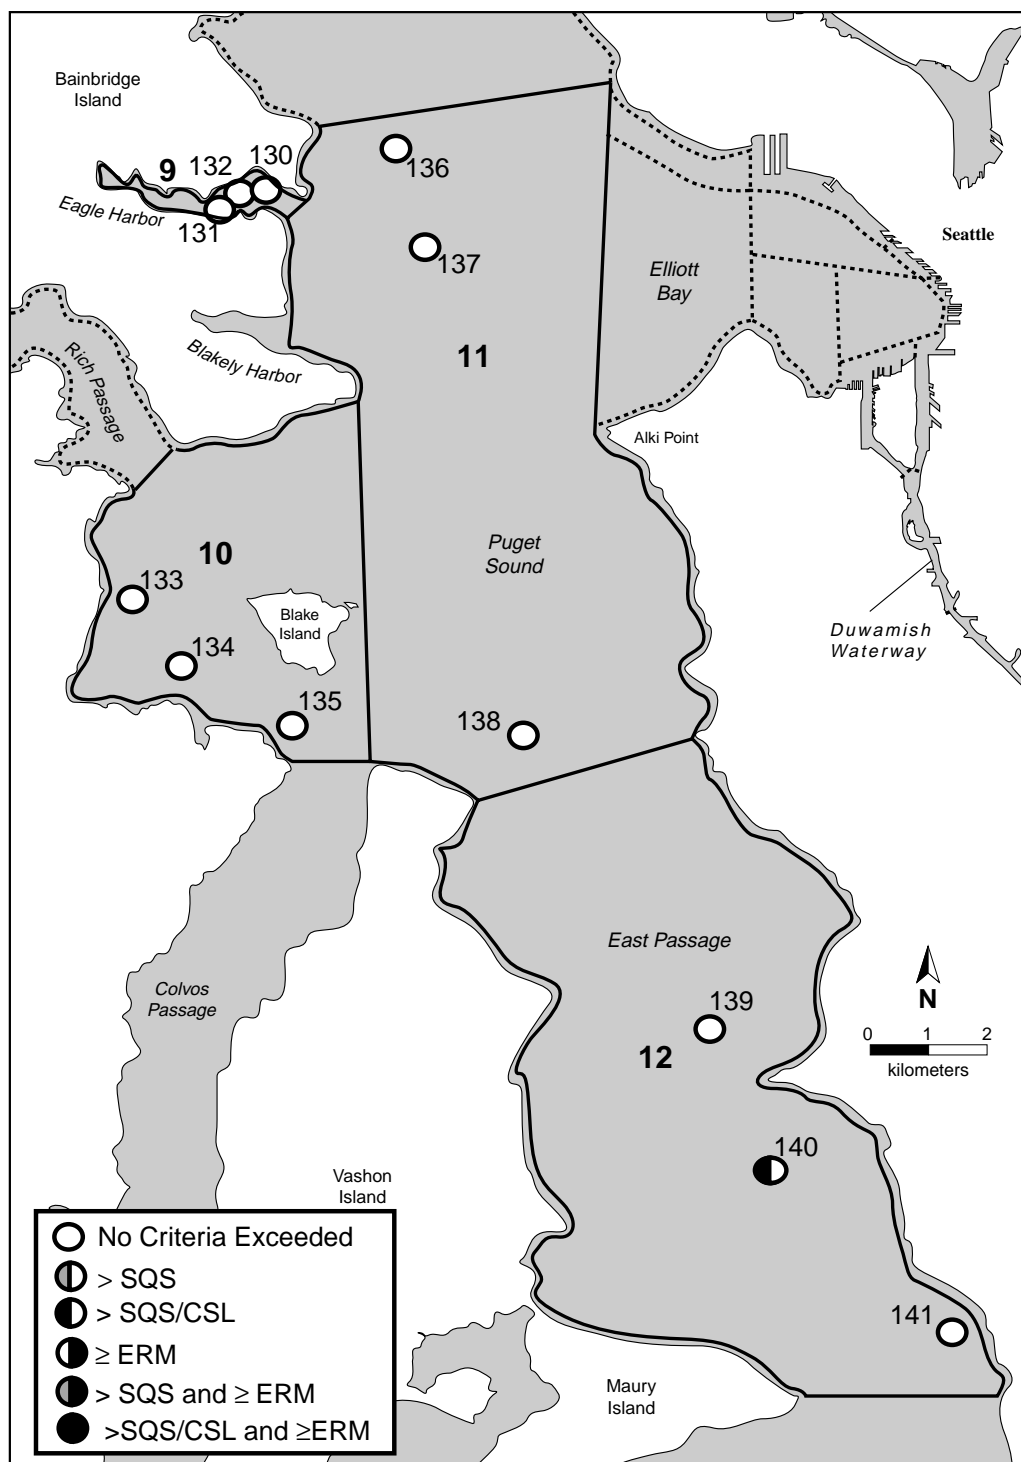 Bainbridge
Island
9
132
130
136
Eagle Harbor
131
137
Seattle
Elliott
Bay
Rich Passage
Blakely Harbor
11
Alki Point
10
Puget
Sound
133
Blake
Island
134
Duwamish
Waterway
135
138
East Passage
Colvos
Passage
139
N
12
0 1 2
kilometers
140
Vashon
Island
No Criteria Exceeded
> SQS
> SQS/CSL
≥ ERM
> SQS and ≥ ERM
>SQS/CSL and ≥ERM
141
Maury
Island